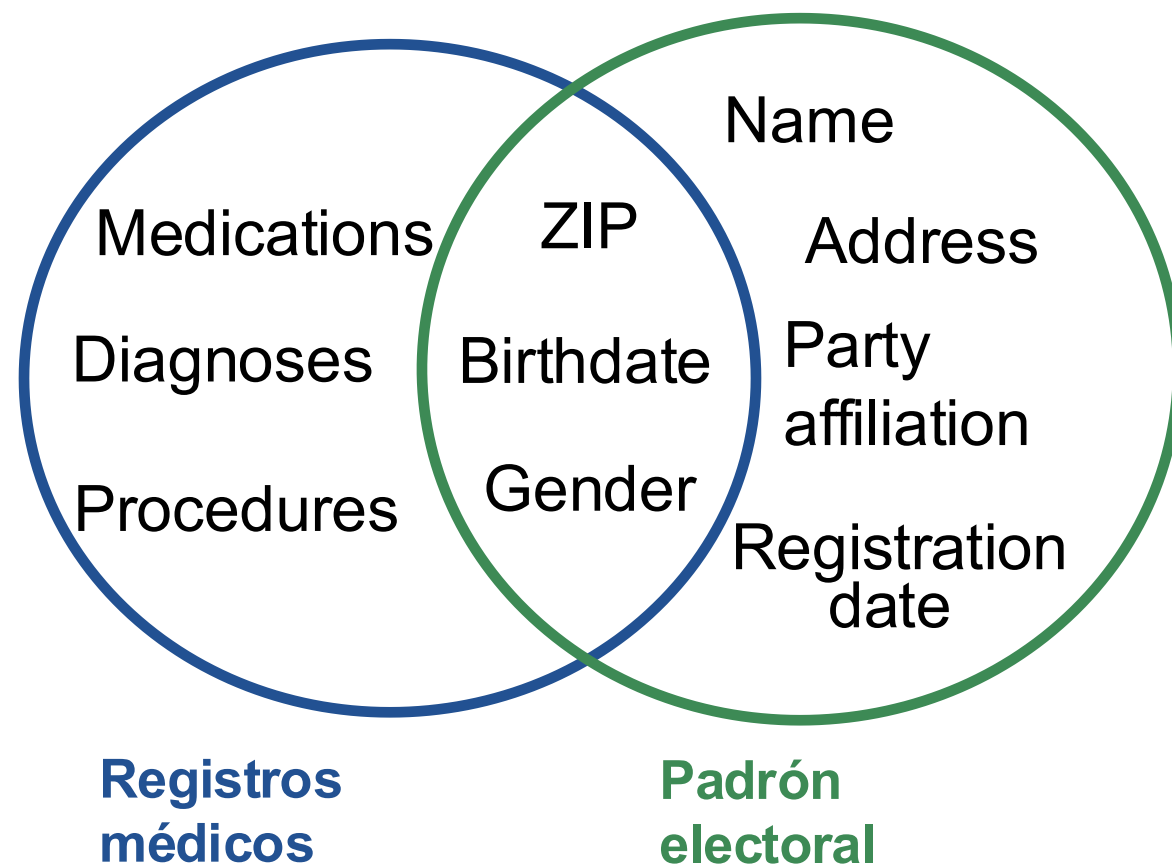 Medications
Diagnoses
Procedures
ZIP
Birthdate
Gender
Name
Address
Party
affiliation
Registration
date
Registros
médicos
Padrón
electoral